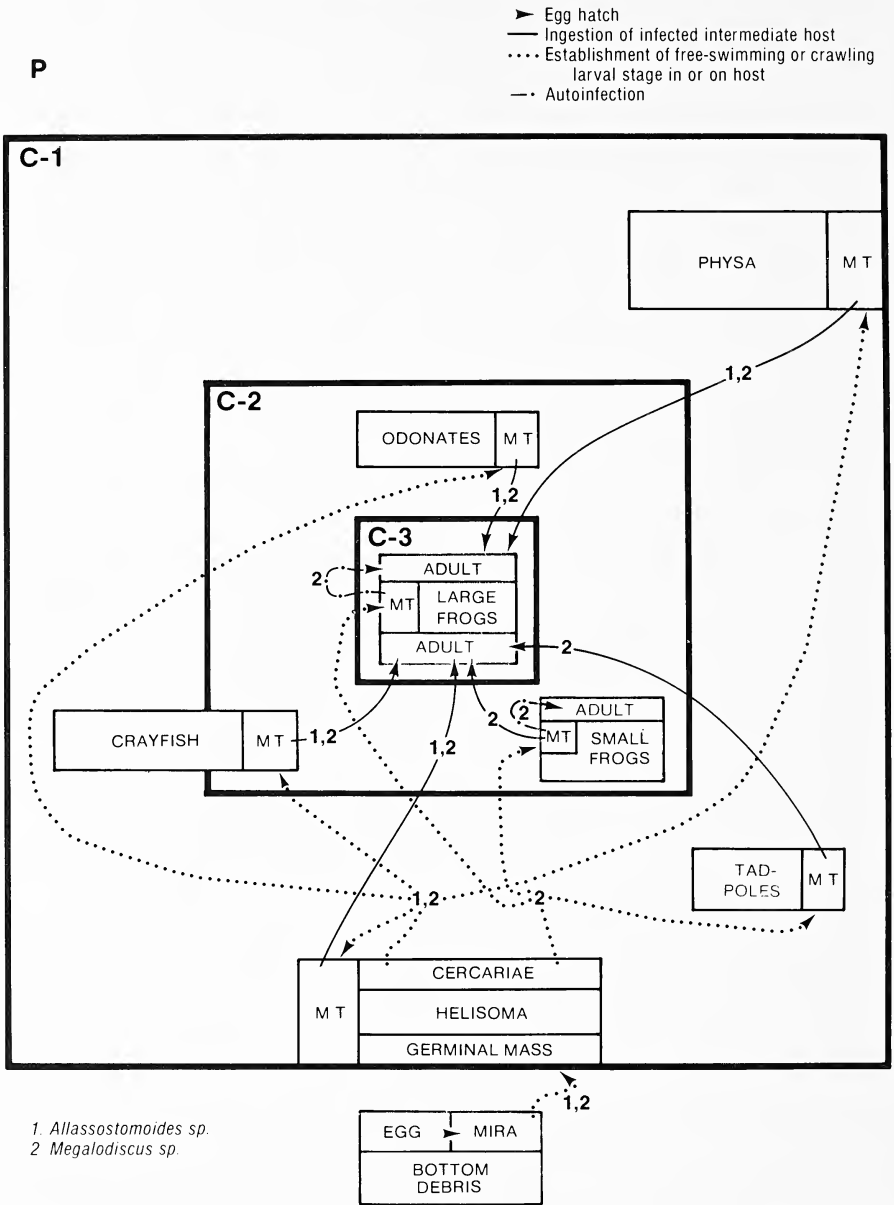 Egg hatch
Ingestion of infected intermediate host
Establishment of free-swimming or crawling
larval stage in or on host
Autoinfection
P
C-1
PHYSA
M T
1,2
C-2
ODONATES
M T
1,2
C-3
ADULT
2
MT
LARGE
FROGS
ADULT
2
CRAYFISH
M T
1,2
1,2
2
2
ADULT
MT
SMALL
FROGS
TAD-
POLES
M T
1,2
2
M T
CERCARIAE
HELISOMA
GERMINAL MASS
1,2
EGG
MIRA
BOTTOM
DEBRIS
1. Allassostomoides sp.
2 Megalodiscus sp.